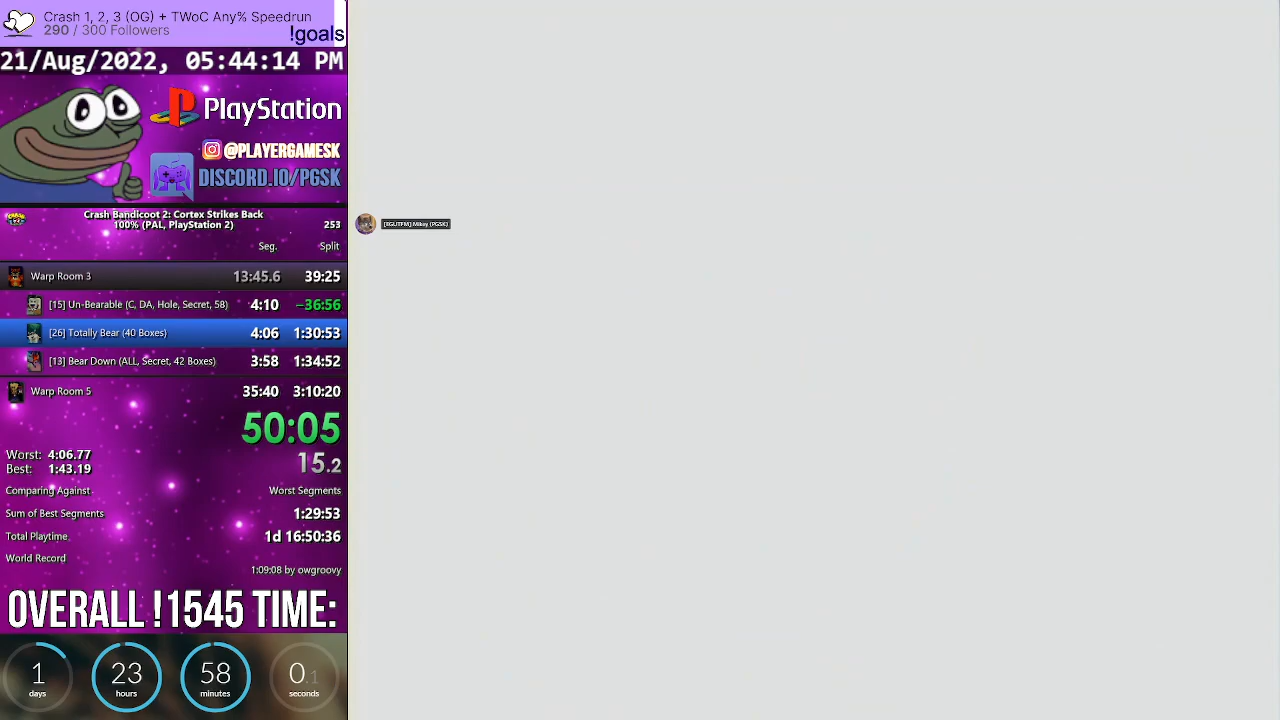 Crash 1, 2, 3 (OG) + TWoC Any% Speedrun
290 / 300 Followers
!goals
21/Aug/2022, 05:44:14 PM
PlayStation
@PLAYERGAMESK
DISCORD.IO/PGSK
Crash Bandicoot 2: Cortex Strikes Back
100% (PAL, PlayStation 2)
253
Seg. Split
Warp Room 3 13:45.6 39:25
[15] Un-Bearable (C, DA, Hole, Secret, 58) 4:10 −36:56
[26] Totally Bear (40 Boxes) 4:06 1:30:53
[13] Bear Down (ALL, Secret, 42 Boxes) 3:58 1:34:52
Warp Room 5 35:40 3:10:20
50:05
Worst: 4:06.77
Best: 1:43.19
15.2
Comparing Against Worst Segments
Sum of Best Segments 1:29:53
Total Playtime 1d 16:50:36
World Record
1:09:08 by owgroovy
OVERALL !1545 TIME:
1 23 58 0.1
days hours minutes seconds
Mikey (PGSK)